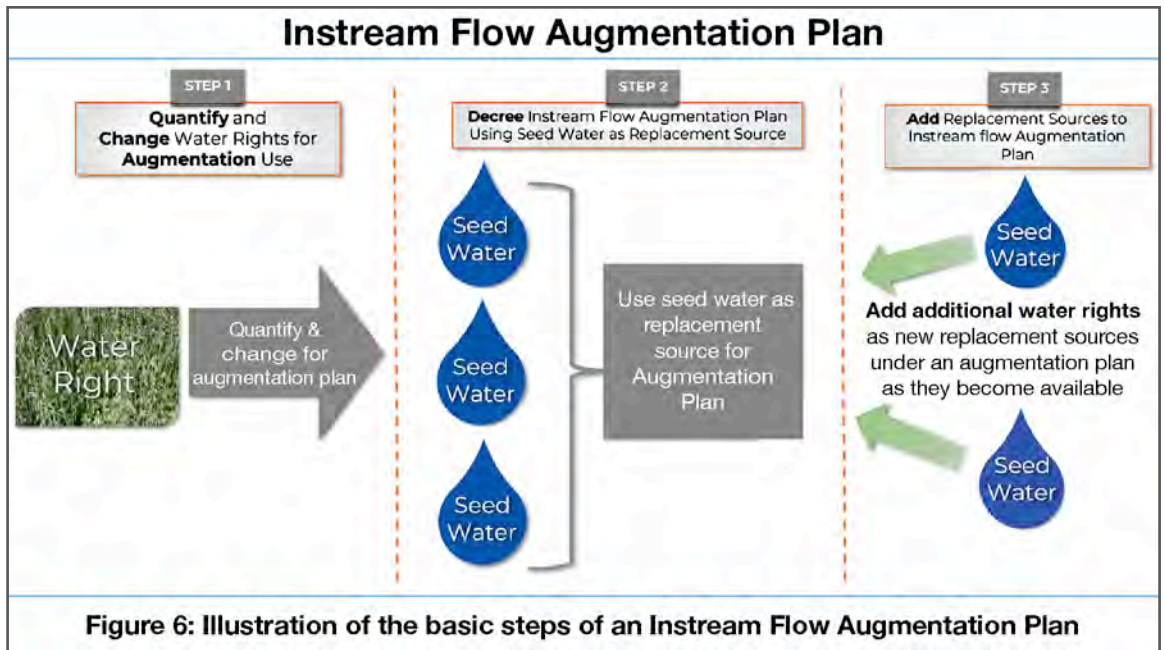 Instream Flow Augmentation Plan
STEP 1
Quantify and
Change Water Rights for
Augmentation Use
Water
Right
Quantify &
change for
augmentation plan
STEP 2
Decree Instream Flow Augmentation Plan
Using Seed Water as Replacement Source
Seed
Water
Seed
Water
Seed
Water
Use seed water as
replacement
source for
Augmentation
Plan
STEP 3
Add Replacement Sources to
Instream flow Augmentation
Plan
Seed
Water
Add additional water rights
as new replacement sources
under an augmentation plan
as they become available
Seed
Water
Figure 6: Illustration of the basic steps of an Instream Flow Augmentation Plan